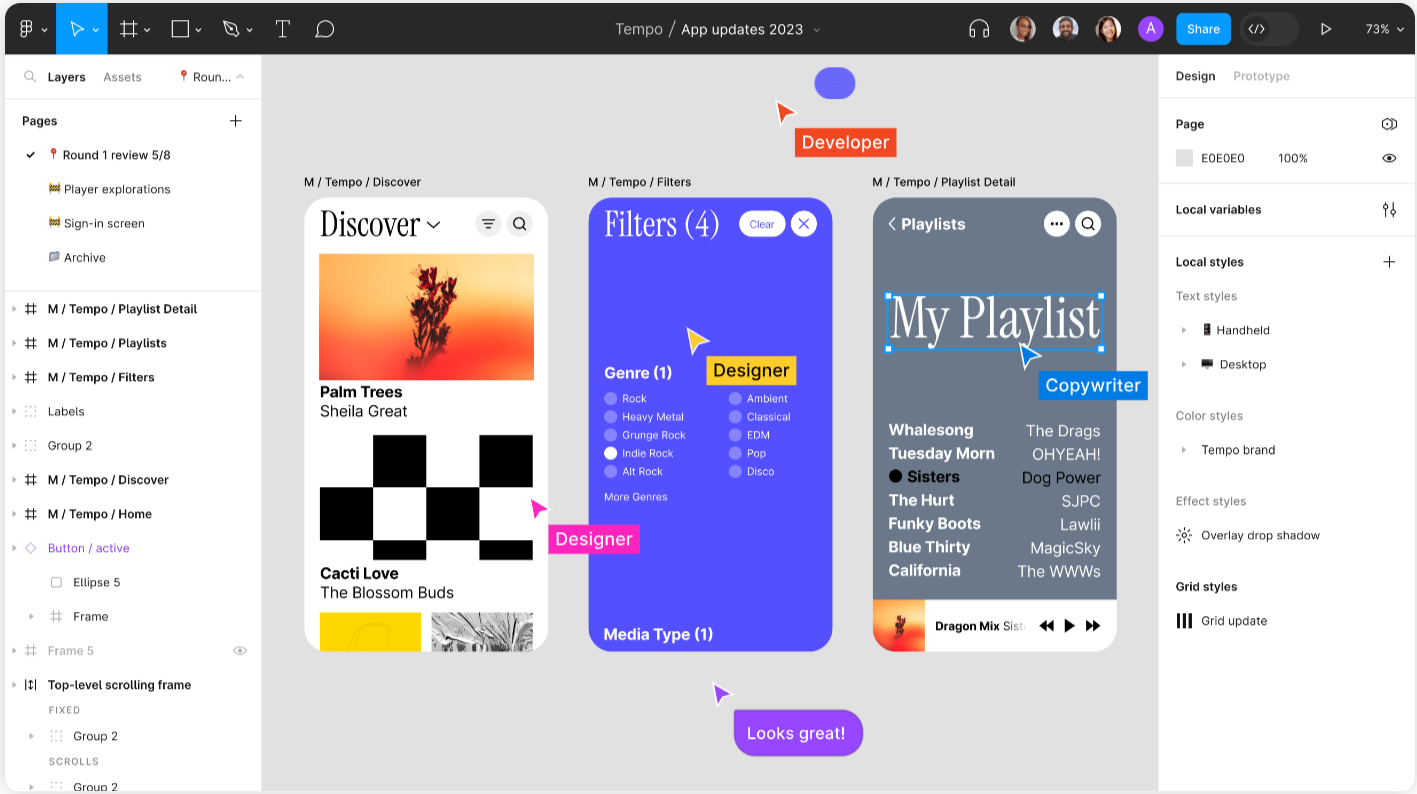 Tempo / App updates 2023
A
Share
</>
73%
Layers
Assets
Roun...
Pages
Round 1 review 5/8
Player explorations
Sign-in screen
Archive
M / Tempo / Playlist Detail
M / Tempo / Playlists
M / Tempo / Filters
Labels
Group 2
M / Tempo / Discover
M / Tempo / Home
Button / active
Ellipse 5
Frame
Frame 5
Top-level scrolling frame
FIXED
Group 2
SCROLLS
Group 2
Developer
M / Tempo / Discover
Discover
Palm Trees
Sheila Great
Cacti Love
The Blossom Buds
Designer
M / Tempo / Filters
Filters (4)
Clear
Designer
Genre (1)
Rock
Ambient
Heavy Metal
Classical
Grunge Rock
EDM
Indie Rock
Pop
Alt Rock
Disco
More Genres
Media Type (1)
Looks great!
M / Tempo / Playlist Detail
Playlists
My Playlist
Copywriter
Whalesong The Drags
Tuesday Morn OHYEAH!
Sisters Dog Power
The Hurt SJPC
Funky Boots Lawlii
Blue Thirty MagicSky
California The WWWs
Dragon Mix Siste
Design
Prototype
Page
E0E0E0 100%
Local variables
Local styles
Text styles
Handheld
Desktop
Color styles
Tempo brand
Effect styles
Overlay drop shadow
Grid styles
Grid update